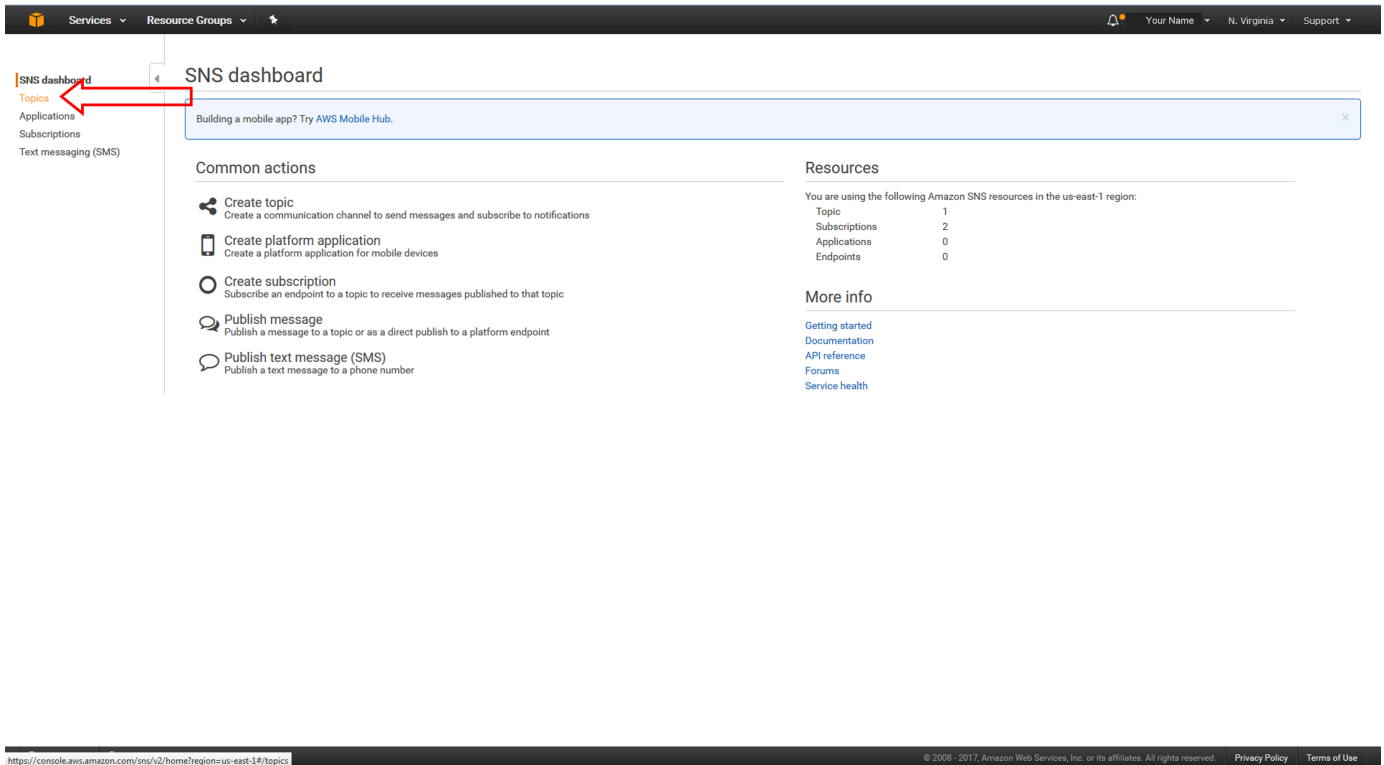 Services Resource Groups Your Name N. Virginia Support
SNS dashboard
Topics
Applications
Subscriptions
Text messaging (SMS)
SNS dashboard
Building a mobile app? Try AWS Mobile Hub.
Common actions
Create topic
Create a communication channel to send messages and subscribe to notifications
Create platform application
Create a platform application for mobile devices
Create subscription
Subscribe an endpoint to a topic to receive messages published to that topic
Publish message
Publish a message to a topic or as a direct publish to a platform endpoint
Publish text message (SMS)
Publish a text message to a phone number
Resources
You are using the following Amazon SNS resources in the us-east-1 region:
Topic 1
Subscriptions 2
Applications 0
Endpoints 0
More info
Getting started
Documentation
API reference
Forums
Service health
https://console.aws.amazon.com/sns/v2/home?region=us-east-1#/topics
© 2008 - 2017, Amazon Web Services, Inc. or its affiliates. All rights reserved. Privacy Policy Terms of Use